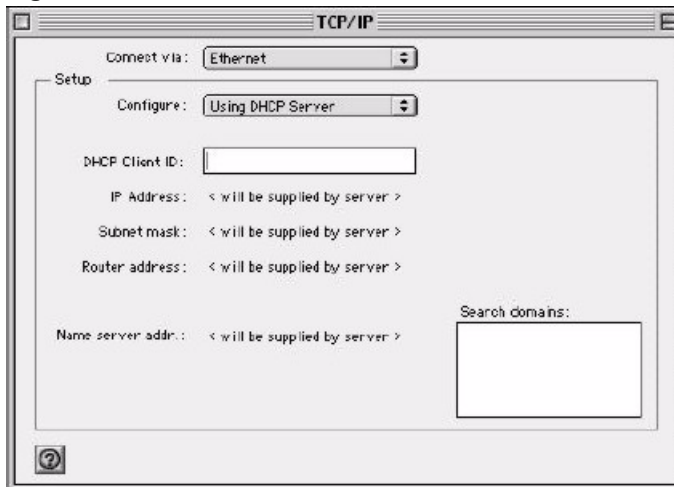 TCP/IP
Connect via: Ethernet
Setup
Configure: Using DHCP Server
DHCP Client ID:
IP Address: < will be supplied by server >
Subnet mask: < will be supplied by server >
Router address: < will be supplied by server >
Search domains:
Name server addr.: < will be supplied by server >
?